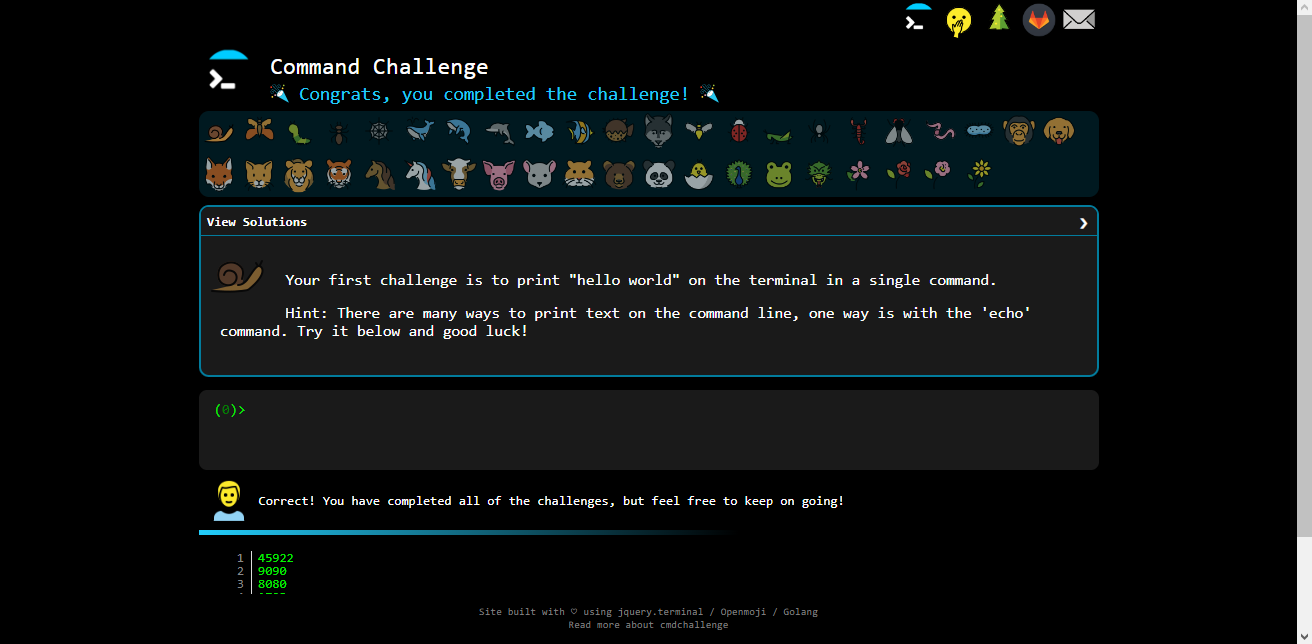 Command Challenge
Congrats, you completed the challenge!
View Solutions
Your first challenge is to print "hello world" on the terminal in a single command.
Hint: There are many ways to print text on the command line, one way is with the 'echo'
command. Try it below and good luck!
(0)>
Correct! You have completed all of the challenges, but feel free to keep on going!
1 45922
2 9090
3 8080
Site built with ♡ using jquery.terminal / Openmoji / Golang
Read more about cmdchallenge